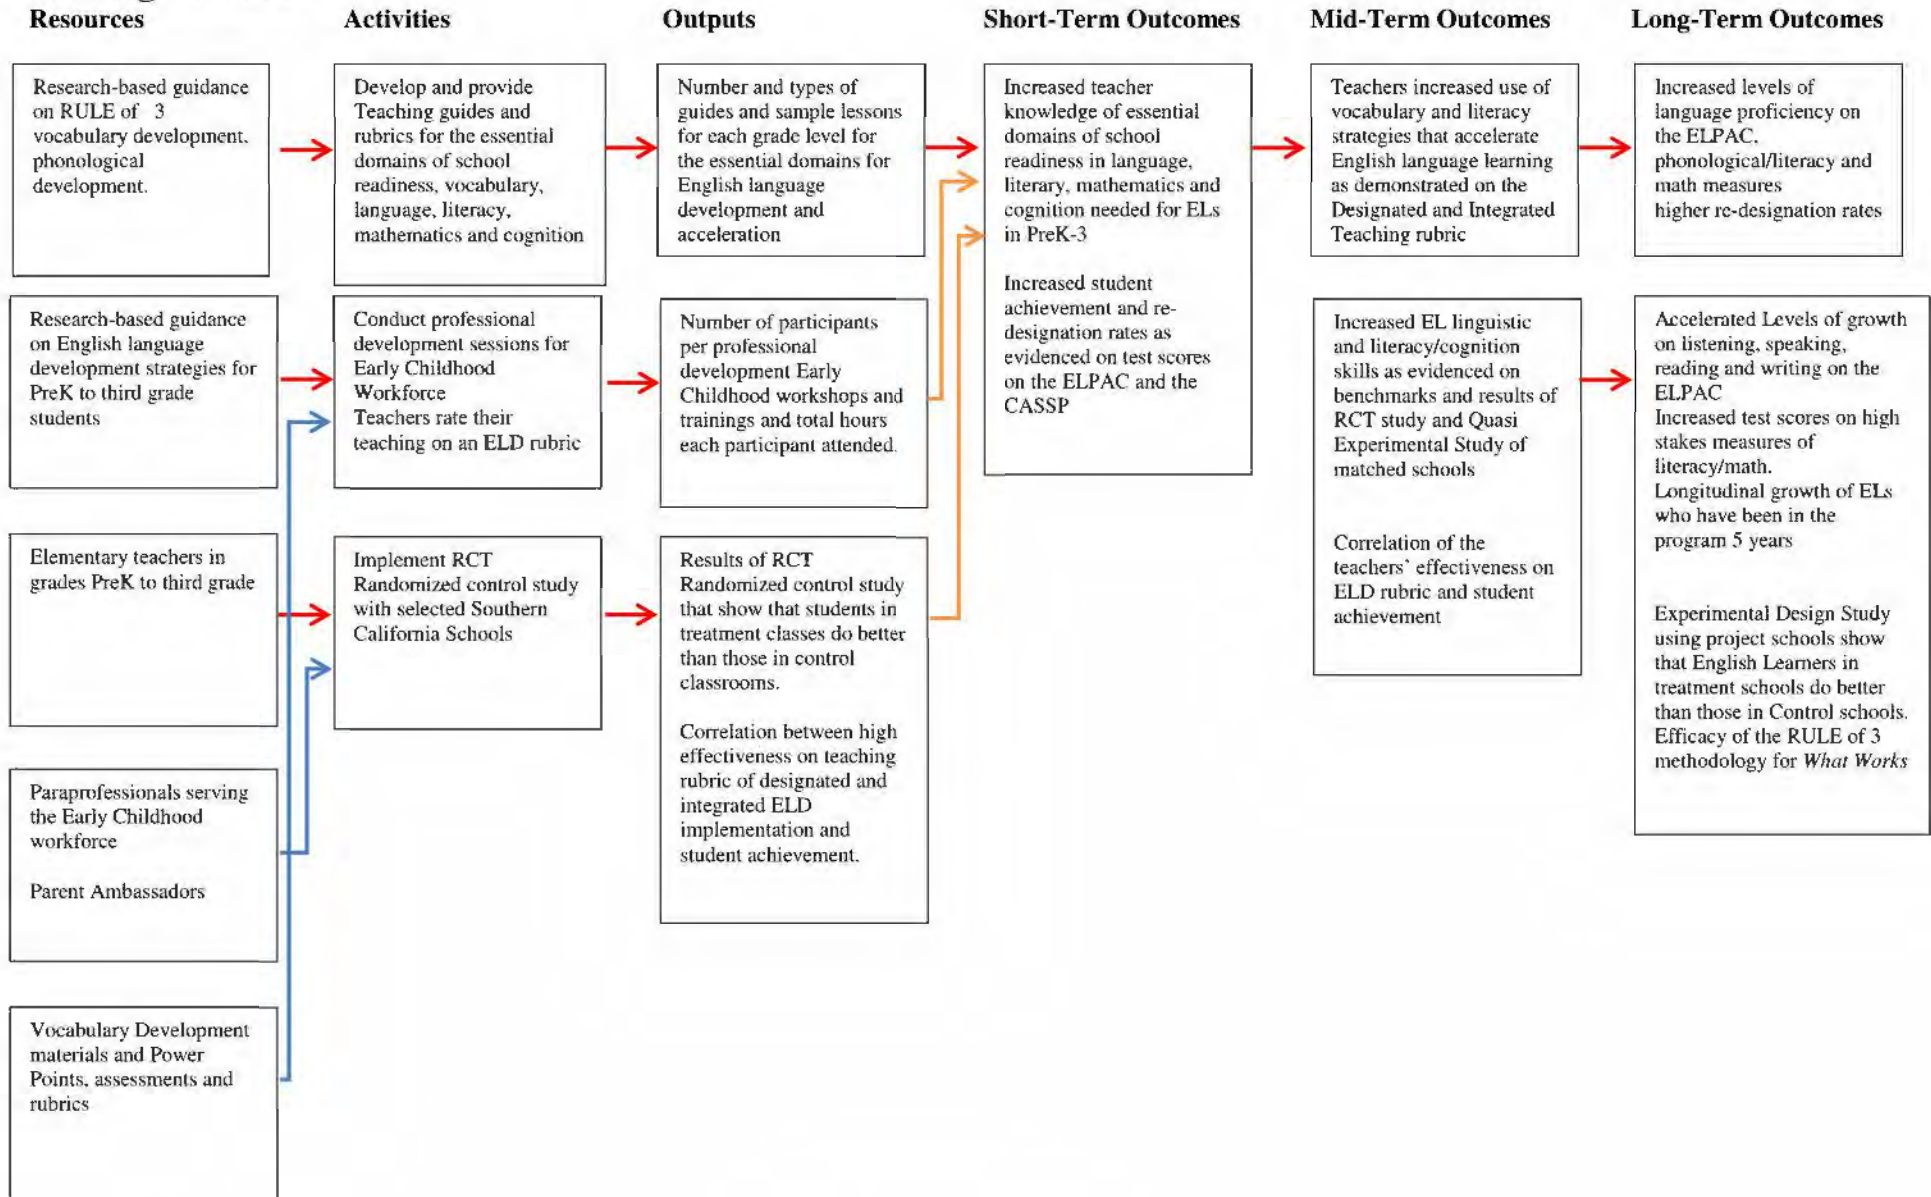 Resources
Activities
Outputs
Short-Term Outcomes
Mid-Term Outcomes
Long-Term Outcomes
Research-based guidance
on RULE of 3
vocabulary development,
phonological
development.
Develop and provide
Teaching guides and
rubrics for the essential
domains of school
readiness, vocabulary,
language, literacy,
mathematics and cognition
Number and types of
guides and sample lessons
for each grade level for
the essential domains for
English language
development and
acceleration
Increased teacher
knowledge of essential
domains of school
readiness in language,
literary, mathematics and
cognition needed for ELs
in PreK-3
Increased student
achievement and re-
designation rates as
evidenced on test scores
on the ELPAC and the
CASSP
Teachers increased use of
vocabulary and literacy
strategies that accelerate
English language learning
as demonstrated on the
Designated and Integrated
Teaching rubric
Increased levels of
language proficiency on
the ELPAC,
phonological/literacy and
math measures
higher re-designation rates
Research-based guidance
on English language
development strategies for
PreK to third grade
students
Conduct professional
development sessions for
Early Childhood
Workforce
Teachers rate their
teaching on an ELD rubric
Number of participants
per professional
development Early
Childhood workshops and
trainings and total hours
each participant attended.
Increased EL linguistic
and literacy/cognition
skills as evidenced on
benchmarks and results of
RCT study and Quasi
Experimental Study of
matched schools
Correlation of the
teachers' effectiveness on
ELD rubric and student
achievement
Accelerated Levels of growth
on listening, speaking,
reading and writing on the
ELPAC
Increased test scores on high
stakes measures of
literacy/math.
Longitudinal growth of ELs
who have been in the
program 5 years
Experimental Design Study
using project schools show
that English Learners in
treatment schools do better
than those in Control schools.
Efficacy of the RULE of 3
methodology for What Works
Elementary teachers in
grades PreK to third grade
Implement RCT
Randomized control study
with selected Southern
California Schools
Results of RCT
Randomized control study
that show that students in
treatment classes do better
than those in control
classrooms.
Correlation between high
effectiveness on teaching
rubric of designated and
integrated ELD
implementation and
student achievement.
Paraprofessionals serving
the Early Childhood
workforce
Parent Ambassadors
Vocabulary Development
materials and Power
Points, assessments and
rubrics